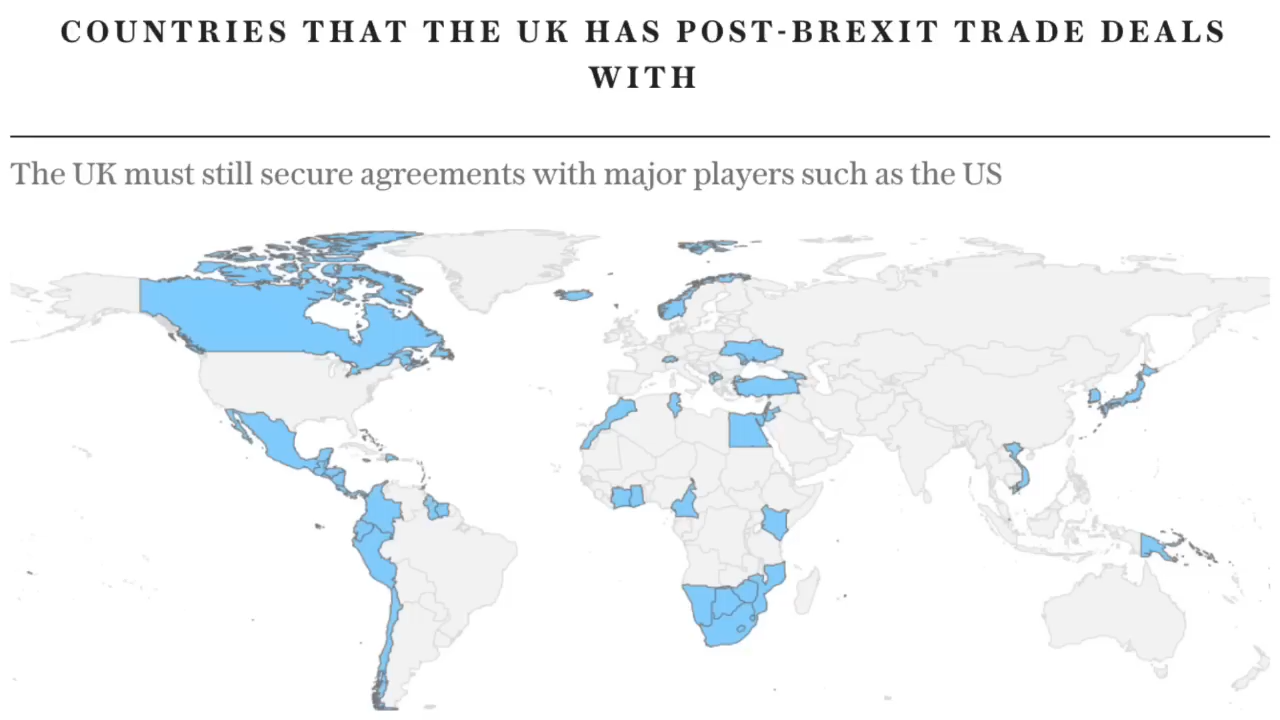 COUNTRIES THAT THE UK HAS POST-BREXIT TRADE DEALS
WITH
The UK must still secure agreements with major players such as the US